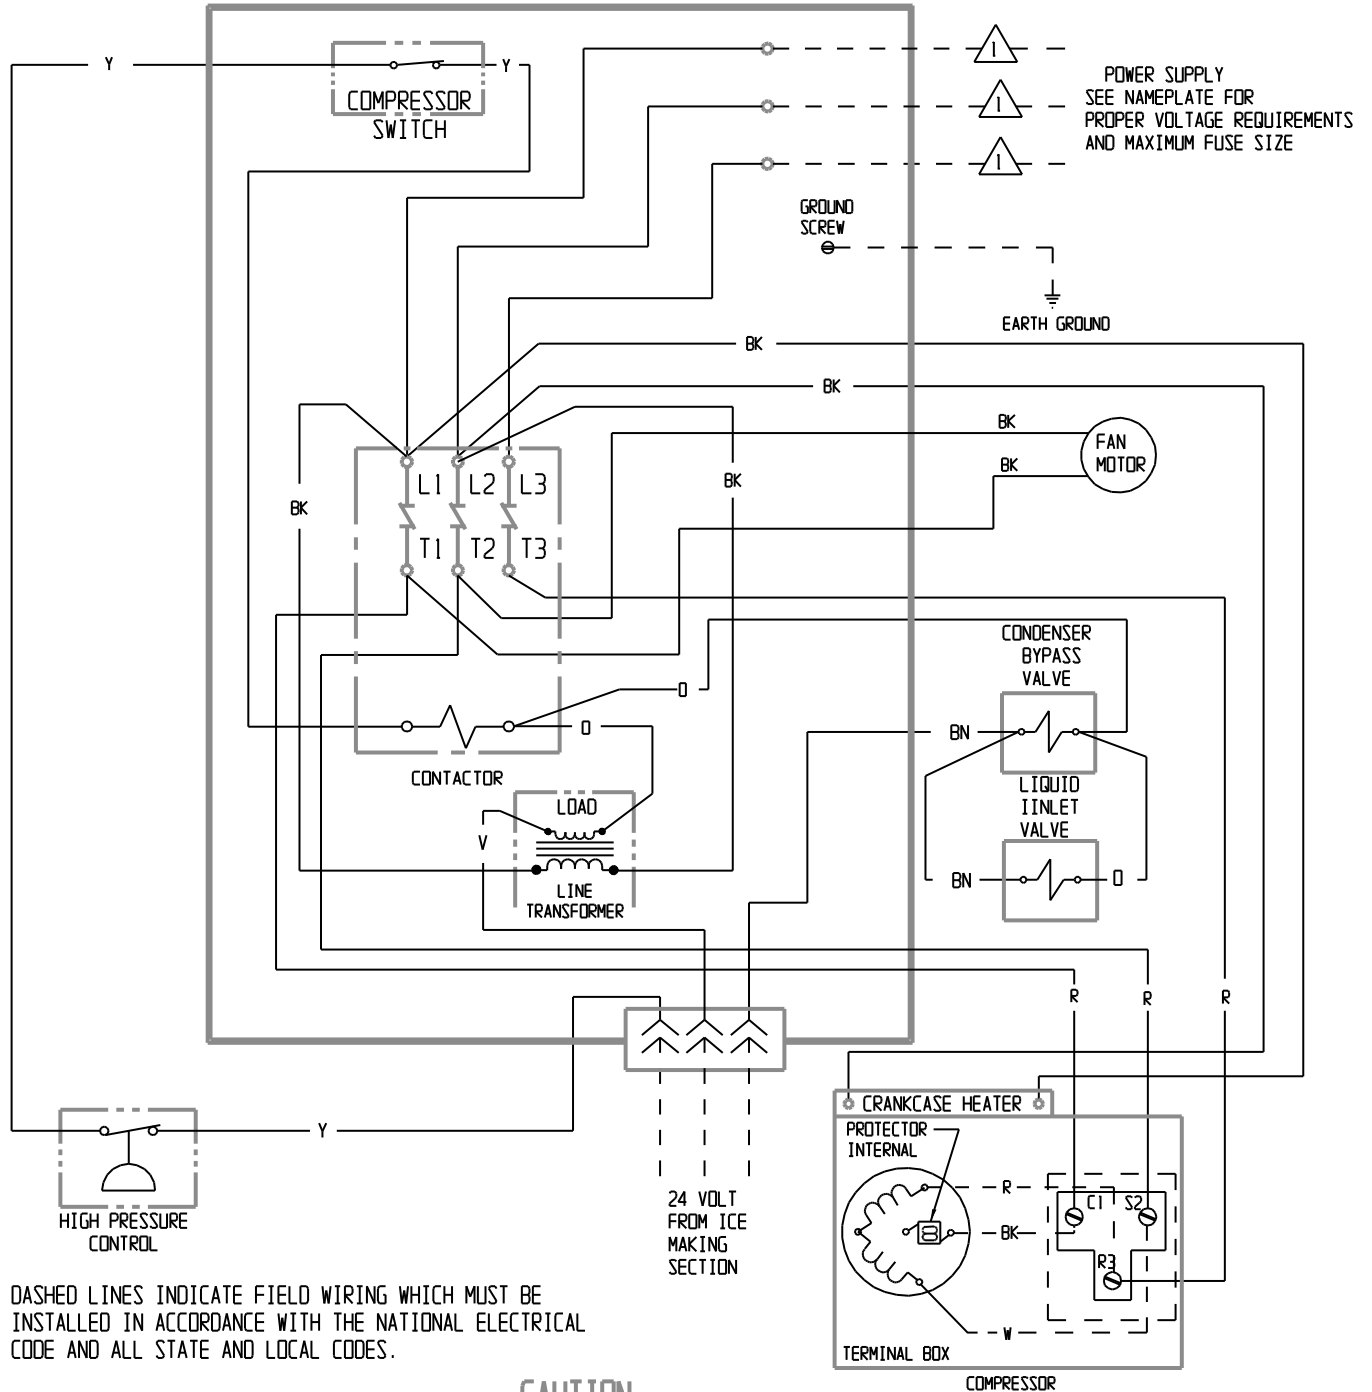 Y
Y
COMPRESSOR
SWITCH
1
1
1
POWER SUPPLY
SEE NAMEPLATE FOR
PROPER VOLTAGE REQUIREMENTS
AND MAXIMUM FUSE SIZE
GROUND
SCREW
EARTH GROUND
BK
BK
BK
BK
FAN
MOTOR
L1
L2
L3
BK
BK
T1
T2
T3
CONDENSER
BYPASS
VALVE
O
O
BN
CONTACTOR
LIQUID
IINLET
VALVE
LOAD
V
BN
O
LINE
TRANSFORMER
R
R
R
CRANKCASE HEATER
PROTECTOR
INTERNAL
Y
R
C1
S2
BK
R3
W
TERMINAL BOX
COMPRESSOR
24 VOLT
FROM ICE
MAKING
SECTION
HIGH PRESSURE
CONTROL
DASHED LINES INDICATE FIELD WIRING WHICH MUST BE
INSTALLED IN ACCORDANCE WITH THE NATIONAL ELECTRICAL
CODE AND ALL STATE AND LOCAL CODES.
CAUTION